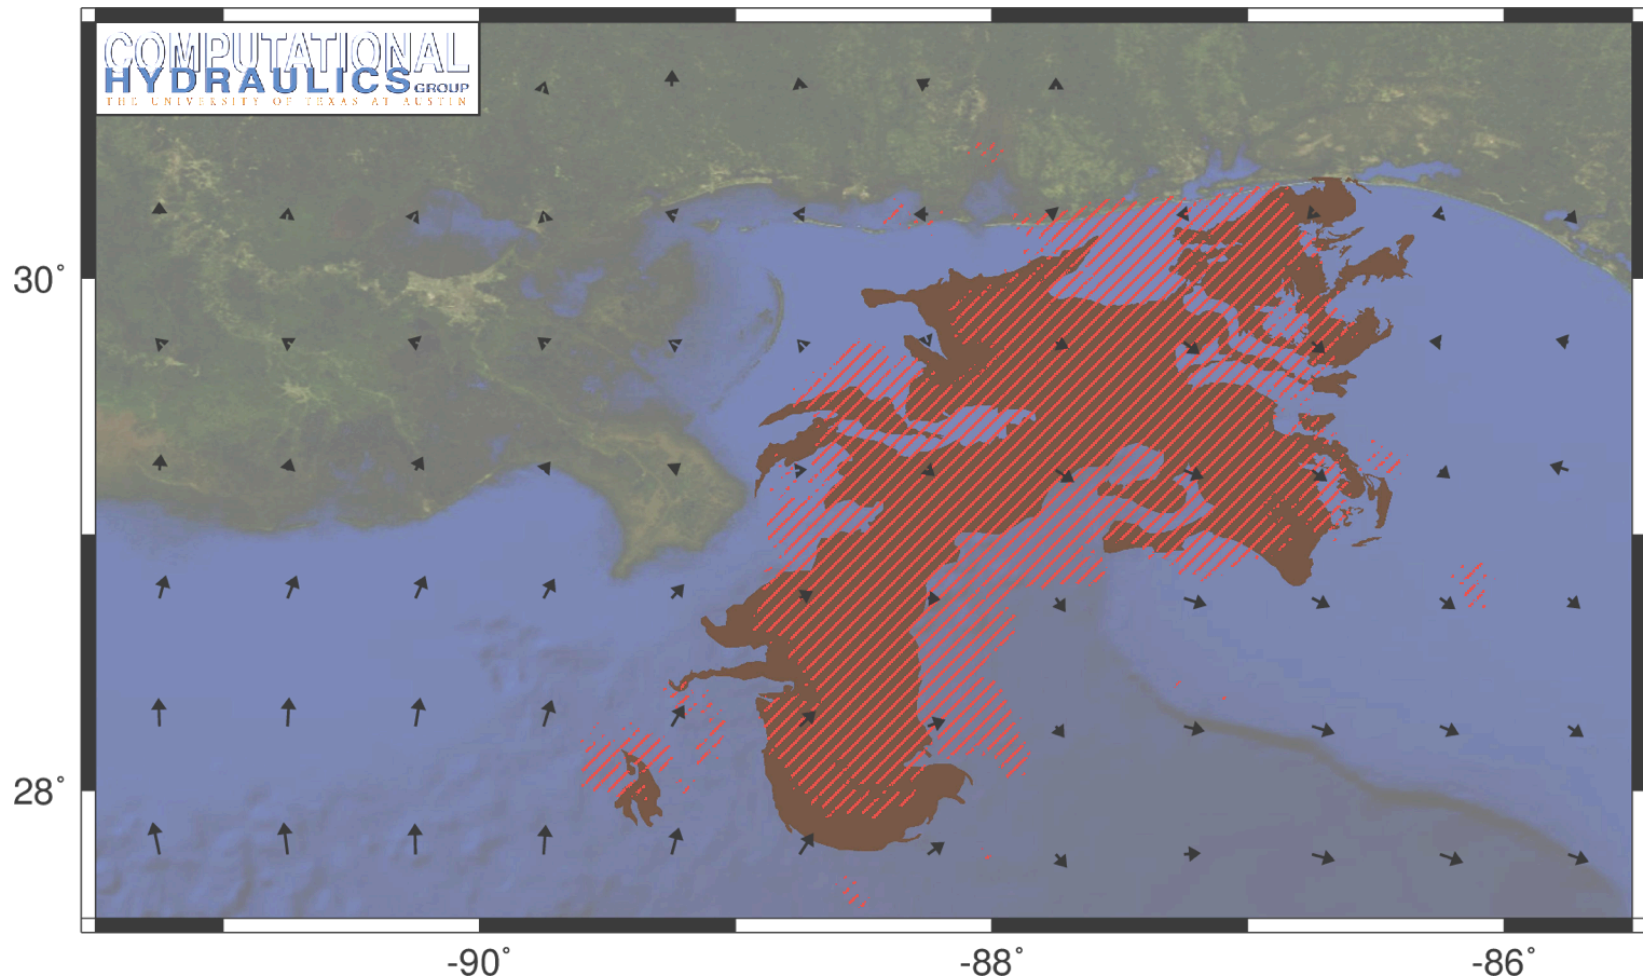 COMPUTATIONAL
HYDRAULICS GROUP
THE UNIVERSITY OF TEXAS AT AUSTIN
30°
28°
-90°
-88°
-86°